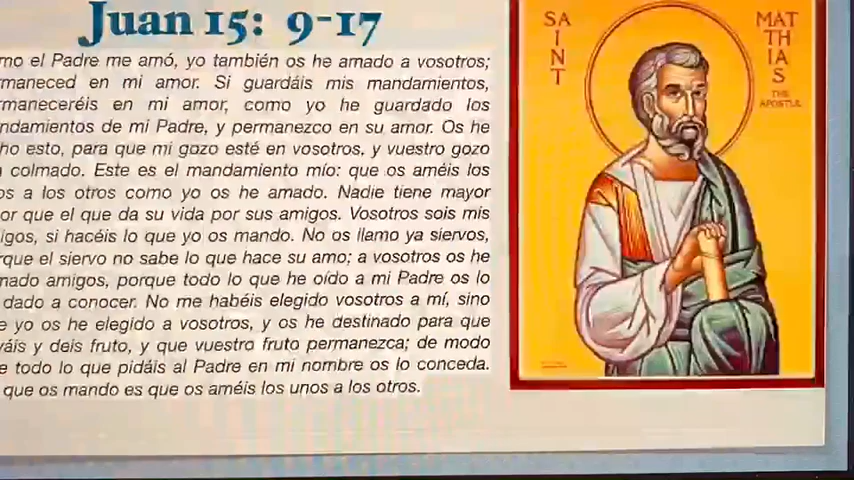 Juan 15: 9-17
mo el Padre me amó, yo también os he amado a vosotros;
rmaneced en mi amor. Si guardáis mis mandamientos,
rmaneceréis en mi amor, como yo he guardado los
ndamientos de mi Padre, y permanezco en su amor. Os he
ho esto, para que mi gozo esté en vosotros, y vuestro gozo
colmado. Este es el mandamiento mío: que os améis los
os a los otros como yo os he amado. Nadie tiene mayor
or que el que da su vida por sus amigos. Vosotros sois mis
igos, si hacéis lo que yo os mando. No os llamo ya siervos,
rque el siervo no sabe lo que hace su amo; a vosotros os he
mado amigos, porque todo lo que he oído a mi Padre os lo
dado a conocer. No me habéis elegido vosotros a mí, sino
e yo os he elegido a vosotros, y os he destinado para que
váis y deis fruto, y que vuestro fruto permanezca; de modo
e todo lo que pidáis al Padre en mi nombre os lo conceda.
que os mando es que os améis los unos a los otros.
SA
I
N
T
MAT
TH
IA
S
THE
APOSTLE